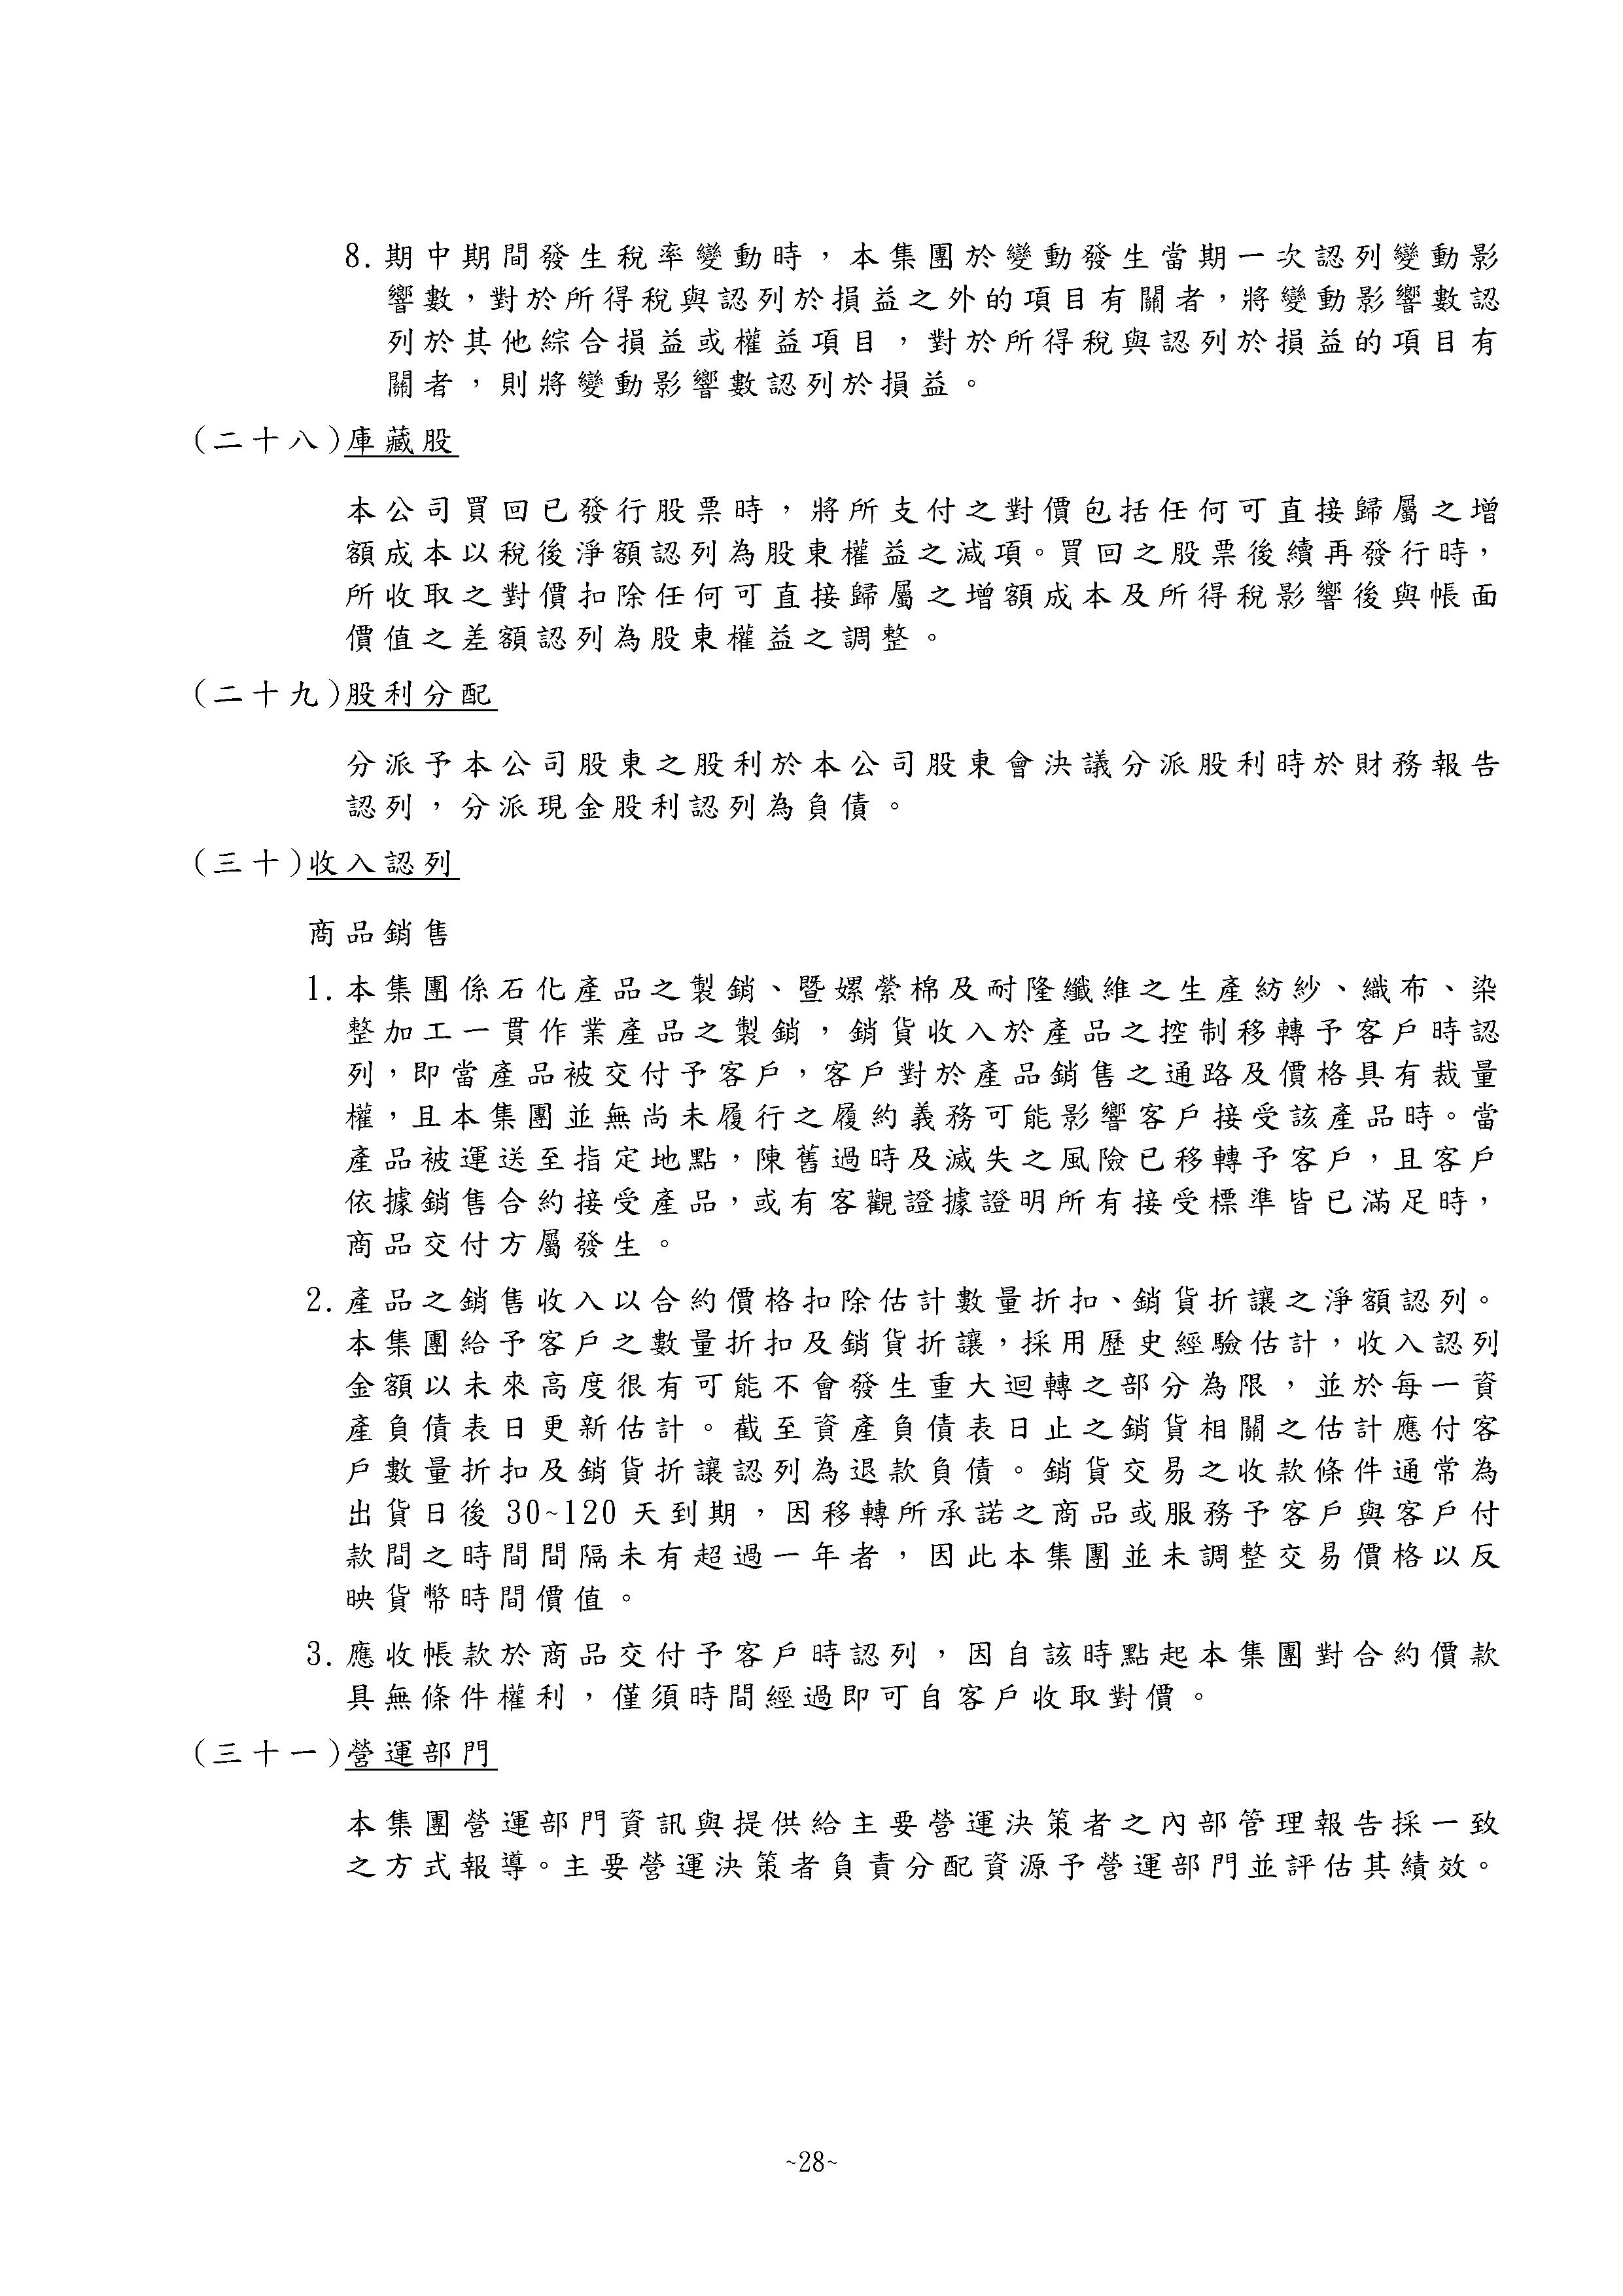 8. 期中期間發生稅率變動時，本集團於變動發生當期一次認列變動影
響數，對於所得稅與認列於損益之外的項目有關者，將變動影響數認
列於其他綜合損益或權益項目，對於所得稅與認列於損益的項目有
關者，則將變動影響數認列於損益。
(二十八)庫藏股
本公司買回已發行股票時，將所支付之對價包括任何可直接歸屬之增
額成本以稅後淨額認列為股東權益之減項。買回之股票後續再發行時，
所收取之對價扣除任何可直接歸屬之增額成本及所得稅影響後與帳面
價值之差額認列為股東權益之調整。
(二十九)股利分配
分派予本公司股東之股利於本公司股東會決議分派股利時於財務報告
認列，分派現金股利認列為負債。
(三十)收入認列
商品銷售
1. 本集團係石化產品之製銷、暨嫘縈棉及耐隆纖維之生產紡紗、織布、染
整加工一貫作業產品之製銷，銷貨收入於產品之控制移轉予客戶時認
列，即當產品被交付予客戶，客戶對於產品銷售之通路及價格具有裁量
權，且本集團並無尚未履行之履約義務可能影響客戶接受該產品時。當
產品被運送至指定地點，陳舊過時及滅失之風險已移轉予客戶，且客戶
依據銷售合約接受產品，或有客觀證據證明所有接受標準皆已滿足時，
商品交付方屬發生。
2. 產品之銷售收入以合約價格扣除估計數量折扣、銷貨折讓之淨額認列。
本集團給予客戶之數量折扣及銷貨折讓，採用歷史經驗估計，收入認列
金額以未來高度很有可能不會發生重大迴轉之部分為限，並於每一資
產負債表日更新估計。截至資產負債表日止之銷貨相關之估計應付客
戶數量折扣及銷貨折讓認列為退款負債。銷貨交易之收款條件通常為
出貨日後 30~120 天到期，因移轉所承諾之商品或服務予客戶與客戶付
款間之時間間隔未有超過一年者，因此本集團並未調整交易價格以反
映貨幣時間價值。
3. 應收帳款於商品交付予客戶時認列，因自該時點起本集團對合約價款
具無條件權利，僅須時間經過即可自客戶收取對價。
(三十一)營運部門
本集團營運部門資訊與提供給主要營運決策者之內部管理報告採一致
之方式報導。主要營運決策者負責分配資源予營運部門並評估其績效。
~28~